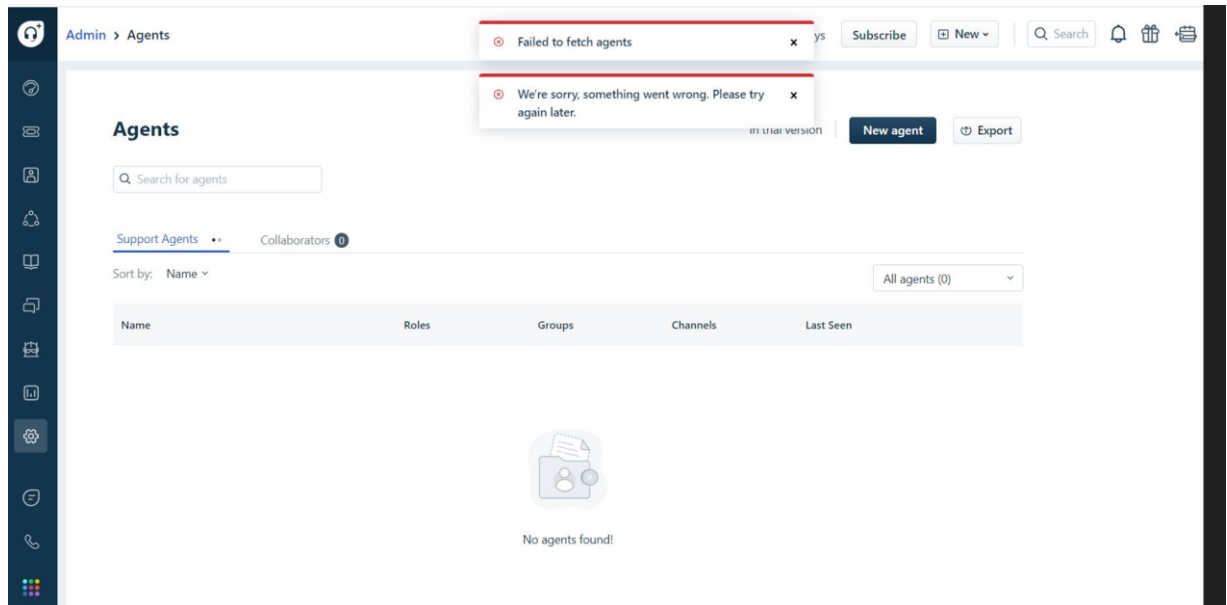 Admin > Agents
Failed to fetch agents
x
ys
Subscribe
New
Search
We're sorry, something went wrong. Please try
again later.
x
Agents
in trial version
New agent
Export
Search for agents
Support Agents
Collaborators 0
Sort by: Name
All agents (0)
Name Roles Groups Channels Last Seen
No agents found!